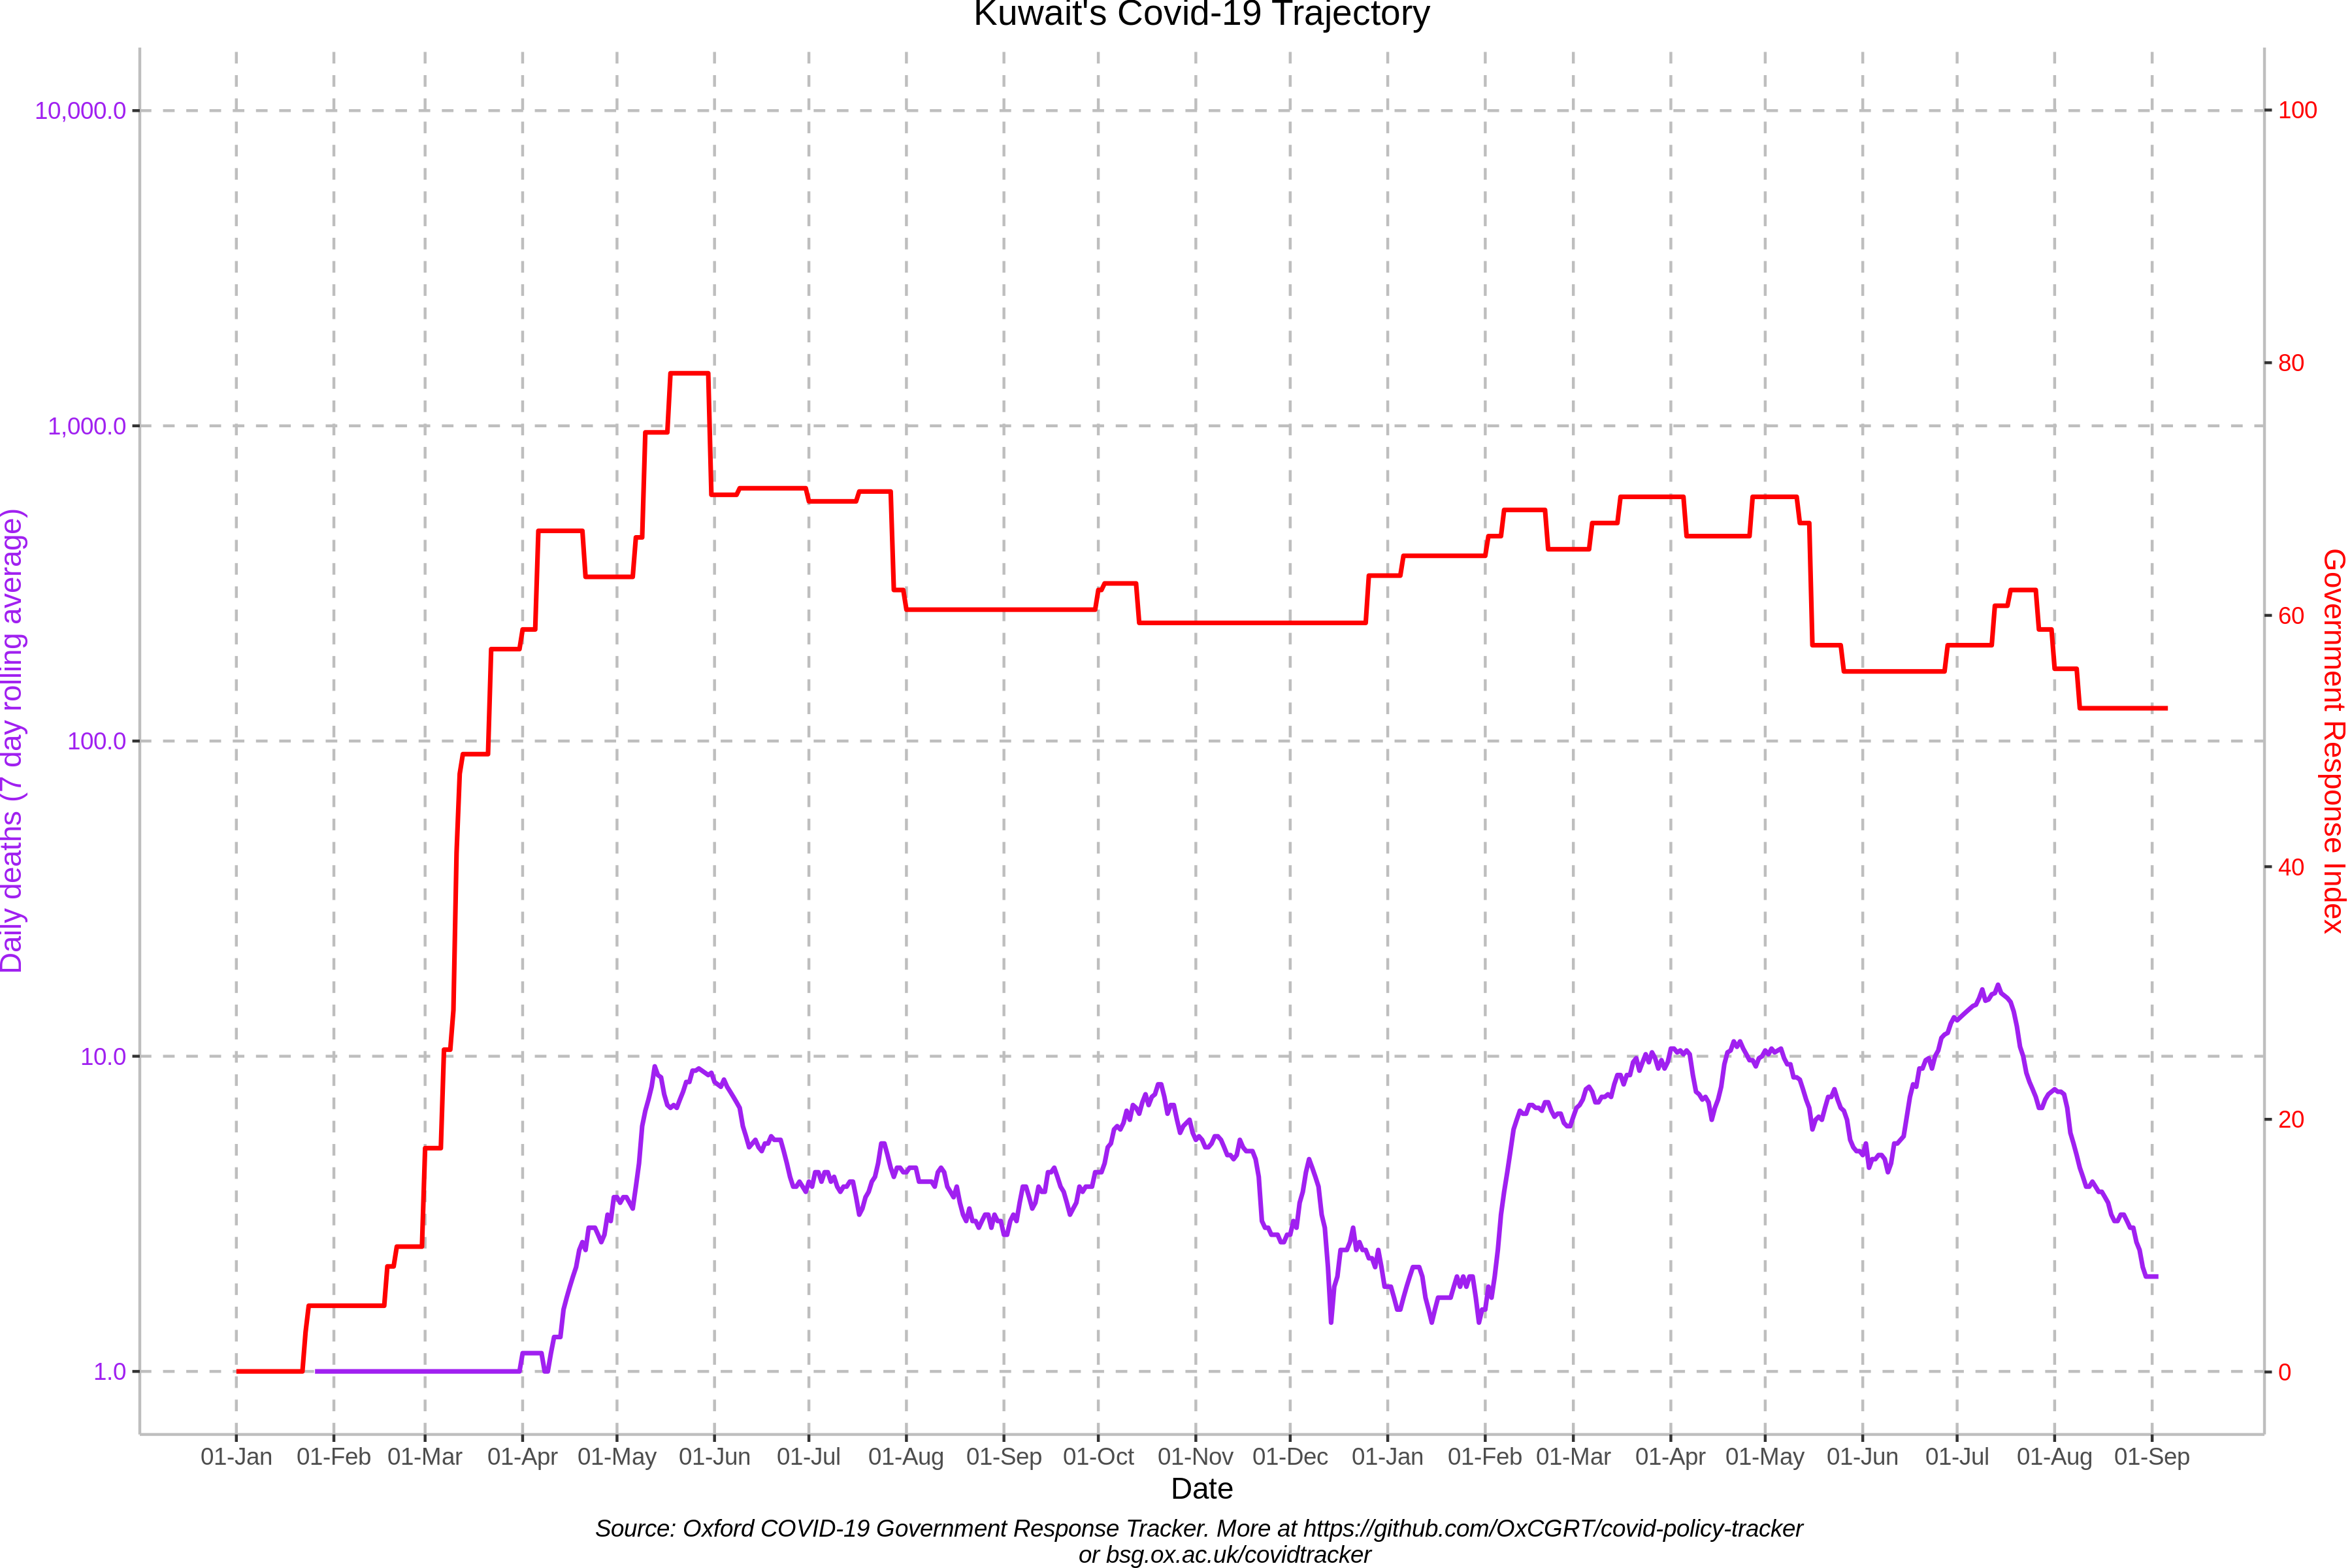 Kuwait's Covid-19 Trajectory
10,000.0
1,000.0
100.0
10.0
1.0
Daily deaths (7 day rolling average)
100
80
60
40
20
0
Government Response Index
01-Jan 01-Feb 01-Mar 01-Apr 01-May 01-Jun 01-Jul 01-Aug 01-Sep 01-Oct 01-Nov 01-Dec 01-Jan 01-Feb 01-Mar 01-Apr 01-May 01-Jun 01-Jul 01-Aug 01-Sep
Date
Source: Oxford COVID-19 Government Response Tracker. More at https://github.com/OxCGRT/covid-policy-tracker
or bsg.ox.ac.uk/covidtracker